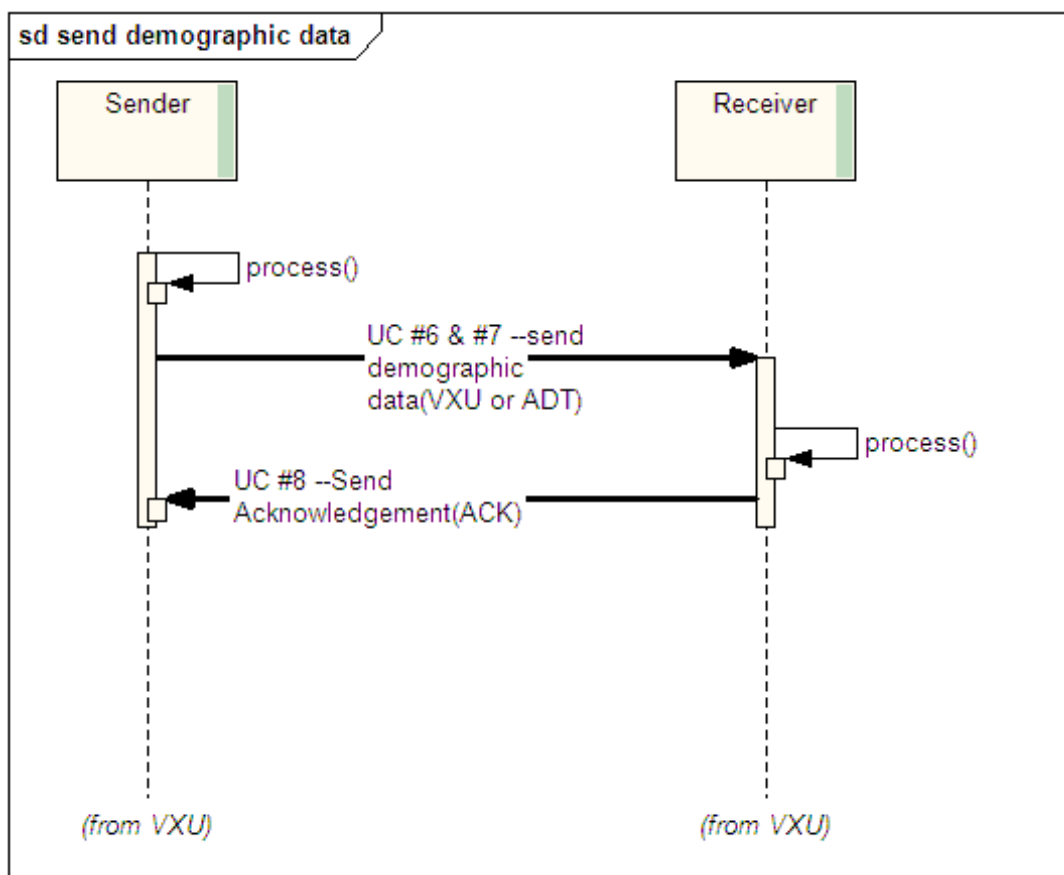 sd send demographic data
Sender
Receiver
process()
UC #6 & #7 --send
demographic
data(VXU or ADT)
process()
UC #8 --Send
Acknowledgement(ACK)
(from VXU)
(from VXU)